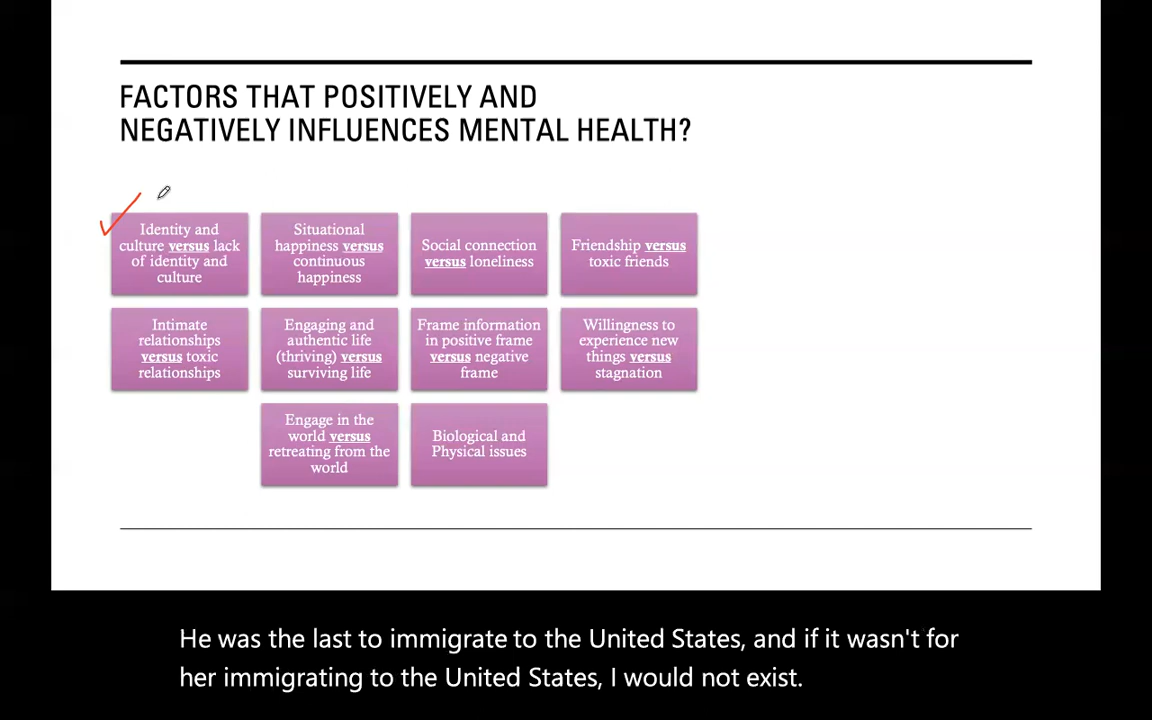 FACTORS THAT POSITIVELY AND
NEGATIVELY INFLUENCES MENTAL HEALTH?
Identity and
culture versus lack
of identity and
culture
Situational
happiness versus
continuous
happiness
Social connection
versus loneliness
Friendship versus
toxic friends
Intimate
relationships
versus toxic
relationships
Engaging and
authentic life
(thriving) versus
surviving life
Frame information
in positive frame
versus negative
frame
Willingness to
experience new
things versus
stagnation
Engage in the
world versus
retreating from the
world
Biological and
Physical issues
He was the last to immigrate to the United States, and if it wasn't for
her immigrating to the United States, I would not exist.